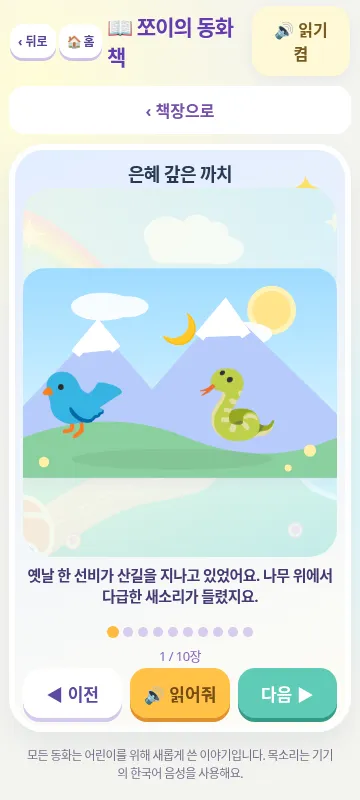 ‹ 뒤로
🏠 홈
📖 쪼이의 동화
책
🔊 읽기
켬
‹ 책장으로
은혜 갚은 까치
옛날 한 선비가 산길을 지나고 있었어요. 나무 위에서
다급한 새소리가 들렸지요.
1 / 10장
◀ 이전
🔊 읽어줘
다음 ▶
모든 동화는 어린이를 위해 새롭게 쓴 이야기입니다. 목소리는 기기
의 한국어 음성을 사용해요.